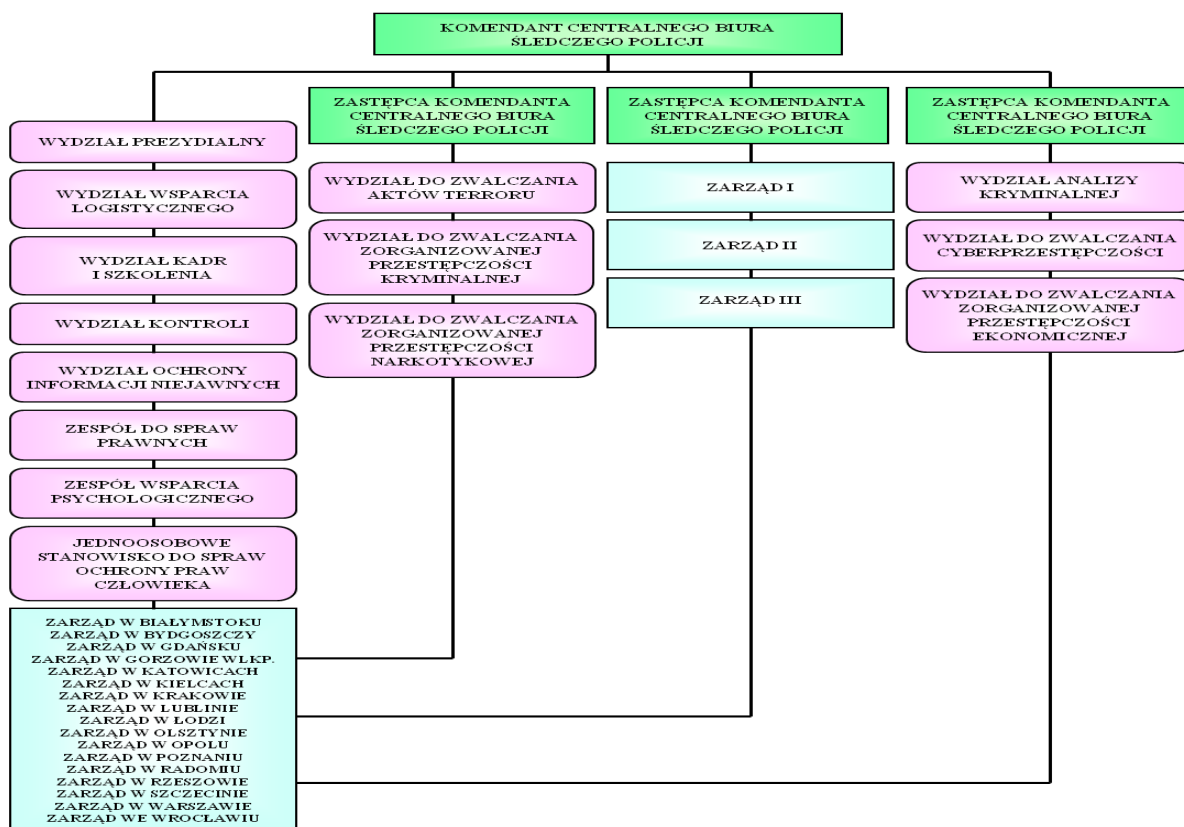 KOMENDANT CENTRALNEGO BIURA
ŚLEDCZEGO POLICJI
WYDZIAŁ PREZYDIALNY
WYDZIAŁ WSPARCIA
LOGISTYCZNEGO
WYDZIAŁ KADR
I SZKOLENIA
WYDZIAŁ KONTROLI
WYDZIAŁ OCHRONY
INFORMACJI NIEJAWNYCH
ZESPÓŁ DO SPRAW
PRAWNYCH
ZESPÓŁ WSPARCIA
PSYCHOLOGICZNEGO
JEDNOOSOBOWE
STANOWISKO DO SPRAW
OCHRONY PRAW
CZŁOWIEKA
ZARZĄD W BIAŁYMSTOKU
ZARZĄD W BYDGOSZCZY
ZARZĄD W GDAŃSKU
ZARZĄD W GORZOWIE WLKP.
ZARZĄD W KATOWICACH
ZARZĄD W KIELCACH
ZARZĄD W KRAKOWIE
ZARZĄD W LUBLINIE
ZARZĄD W ŁODZI
ZARZĄD W OLSZTYNIE
ZARZĄD W OPOLU
ZARZĄD W POZNANIU
ZARZĄD W RADOMIU
ZARZĄD W RZESZOWIE
ZARZĄD W SZCZECINIE
ZARZĄD W WARSZAWIE
ZARZĄD WE WROCŁAWIU
ZASTĘPCA KOMENDANTA
CENTRALNEGO BIURA
ŚLEDCZEGO POLICJI
WYDZIAŁ DO ZWALCZANIA
AKTÓW TERRORU
WYDZIAŁ DO ZWALCZANIA
ZORGANIZOWANEJ
PRZESTĘPCZOŚCI
KRYMINALNEJ
WYDZIAŁ DO ZWALCZANIA
ZORGANIZOWANEJ
PRZESTĘPCZOŚCI
NARKOTYKOWEJ
ZASTĘPCA KOMENDANTA
CENTRALNEGO BIURA
ŚLEDCZEGO POLICJI
ZARZĄD I
ZARZĄD II
ZARZĄD III
ZASTĘPCA KOMENDANTA
CENTRALNEGO BIURA
ŚLEDCZEGO POLICJI
WYDZIAŁ ANALIZY
KRYMINALNEJ
WYDZIAŁ DO ZWALCZANIA
CYBERPRZESTĘPCZOŚCI
WYDZIAŁ DO ZWALCZANIA
ZORGANIZOWANEJ
PRZESTĘPCZOŚCI
EKONOMICZNEJ